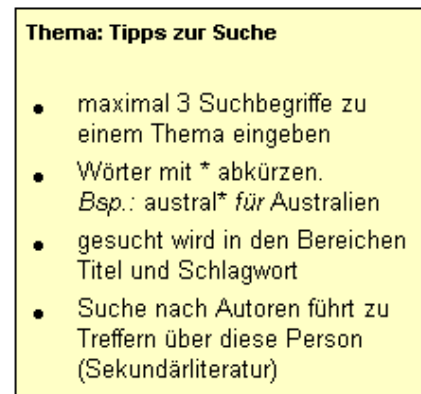 Thema: Tipps zur Suche
• maximal 3 Suchbegriffe zu
einem Thema eingeben
• Wörter mit * abkürzen.
Bsp.: austral* für Australien
• gesucht wird in den Bereichen
Titel und Schlagwort
• Suche nach Autoren führt zu
Treffern über diese Person
(Sekundärliteratur)